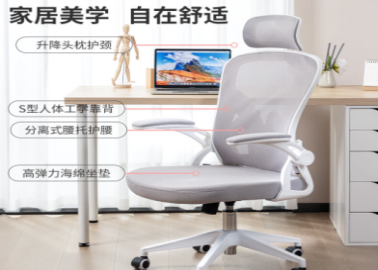 家居美学 自在舒适
升降头枕护颈
S型人体工学靠背
分离式腰托护腰
高弹力海绵坐垫